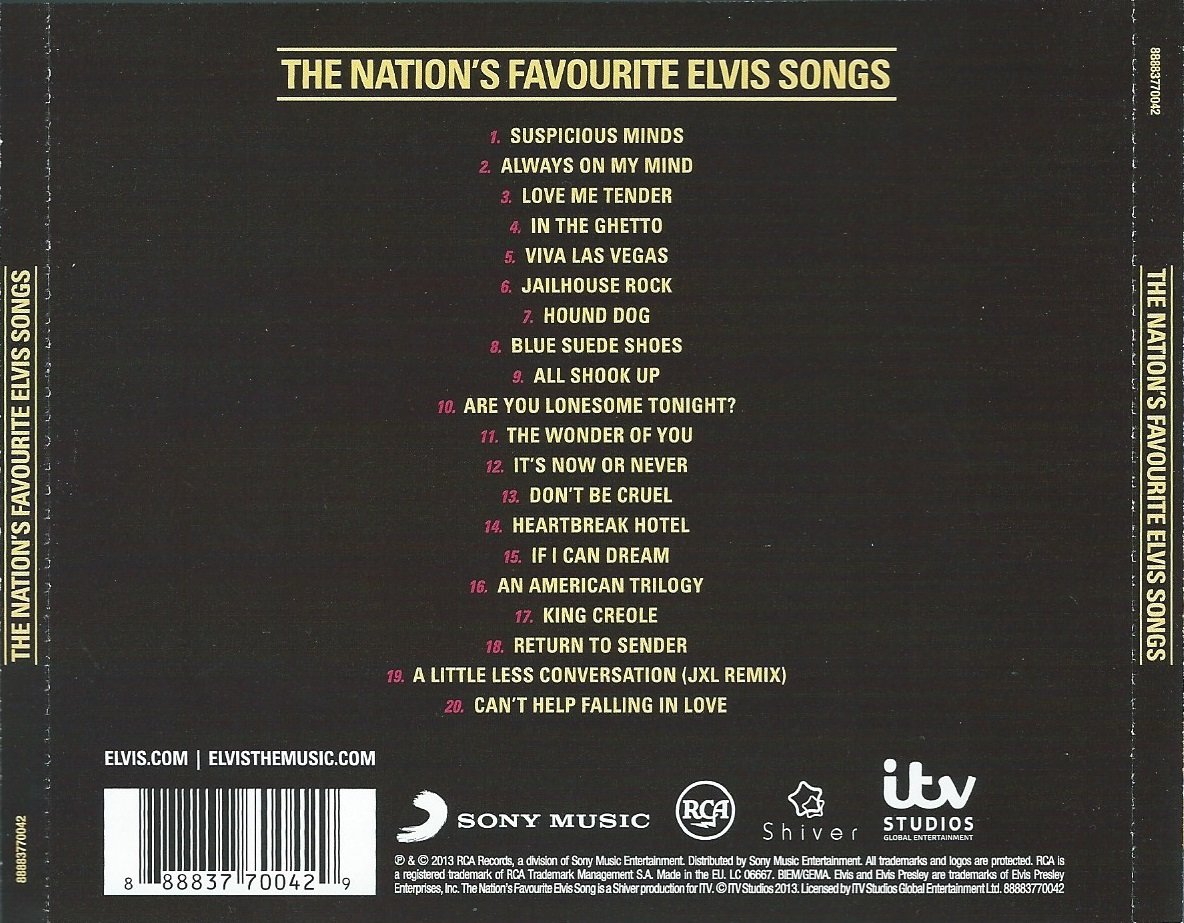 THE NATION'S FAVOURITE ELVIS SONGS
1. SUSPICIOUS MINDS
2. ALWAYS ON MY MIND
3. LOVE ME TENDER
4. IN THE GHETTO
5. VIVA LAS VEGAS
6. JAILHOUSE ROCK
7. HOUND DOG
8. BLUE SUEDE SHOES
9. ALL SHOOK UP
10. ARE YOU LONESOME TONIGHT?
11. THE WONDER OF YOU
12. IT'S NOW OR NEVER
13. DON'T BE CRUEL
14. HEARTBREAK HOTEL
15. IF I CAN DREAM
16. AN AMERICAN TRILOGY
17. KING CREOLE
18. RETURN TO SENDER
19. A LITTLE LESS CONVERSATION (JXL REMIX)
20. CAN'T HELP FALLING IN LOVE
ELVIS.COM | ELVISTHEMUSIC.COM
8 88837 70042 9
SONY MUSIC
RCA
Shiver
itv
STUDIOS
GLOBAL ENTERTAINMENT
℗ & © 2013 RCA Records, a division of Sony Music Entertainment. Distributed by Sony Music Entertainment. All trademarks and logos are protected. RCA is
a registered trademark of RCA Trademark Management S.A. Made in the EU. LC 06667. BIEM/GEMA. Elvis and Elvis Presley are trademarks of Elvis Presley
Enterprises, Inc. The Nation's Favourite Elvis Song is a Shiver production for ITV. © ITV Studios 2013. Licensed by ITV Studios Global Entertainment Ltd. 88883770042
THE NATION'S FAVOURITE ELVIS SONGS
88883770042
88883770042
THE NATION'S FAVOURITE ELVIS SONGS